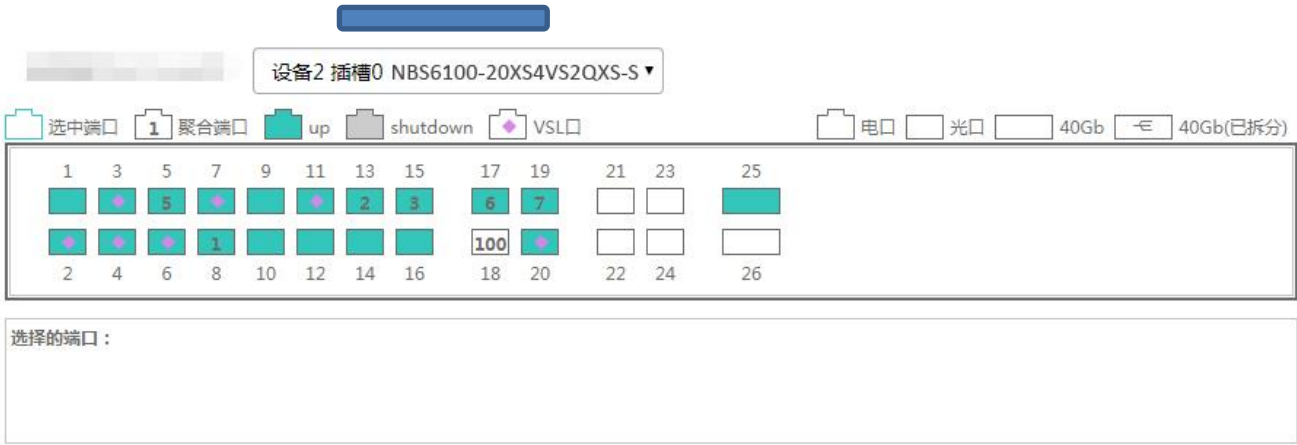 设备2 插槽0 NBS6100-20XS4VS2QXS-S
选中端口 1 聚合端口 up shutdown VSL口 电口 光口 40Gb 40Gb(已拆分)
1 3 5 7 9 11 13 15 17 19 21 23 25
5 2 3 6 7
1 100
2 4 6 8 10 12 14 16 18 20 22 24 26
选择的端口：